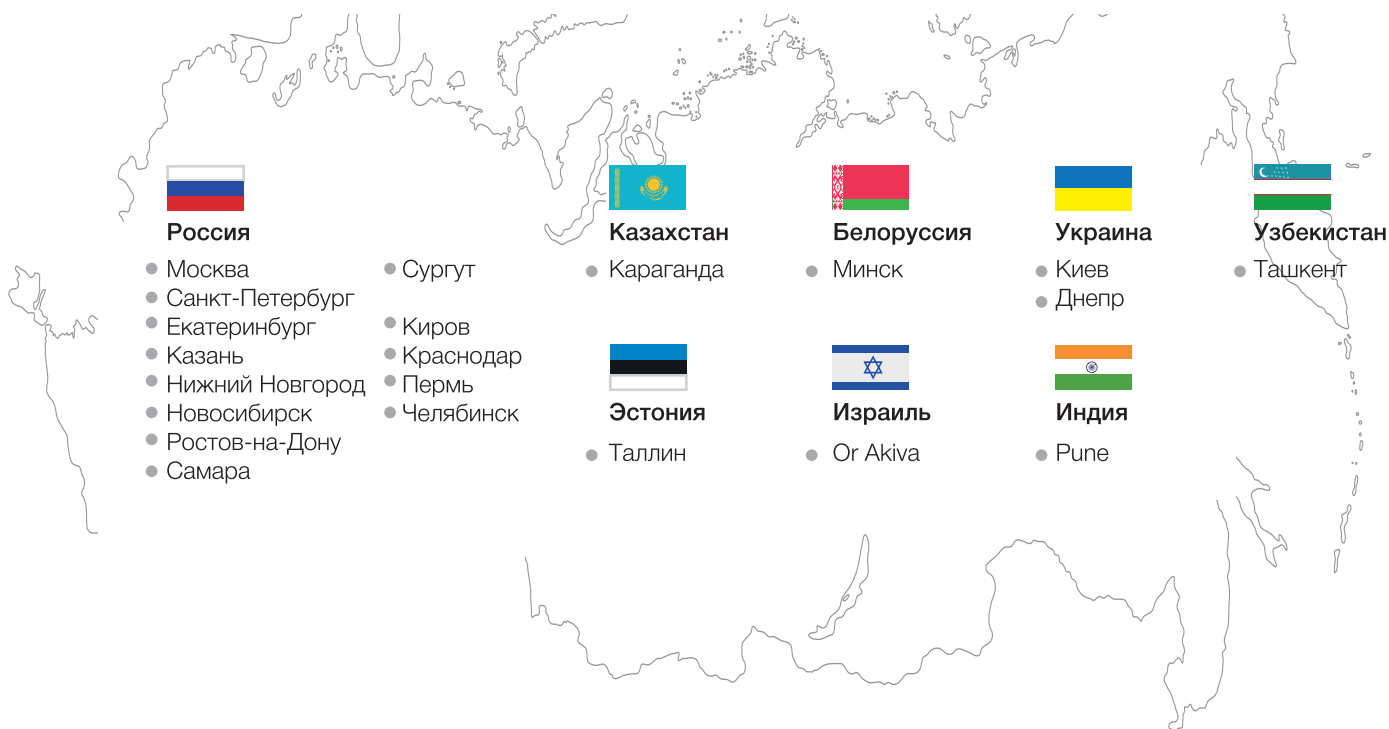 Россия
Москва
Санкт-Петербург
Екатеринбург
Казань
Нижний Новгород
Новосибирск
Ростов-на-Дону
Самара
Сургут
Киров
Краснодар
Пермь
Челябинск
Казахстан
Караганда
Белоруссия
Минск
Украина
Киев
Днепр
Узбекистан
Ташкент
Эстония
Таллин
Израиль
Or Akiva
Индия
Pune